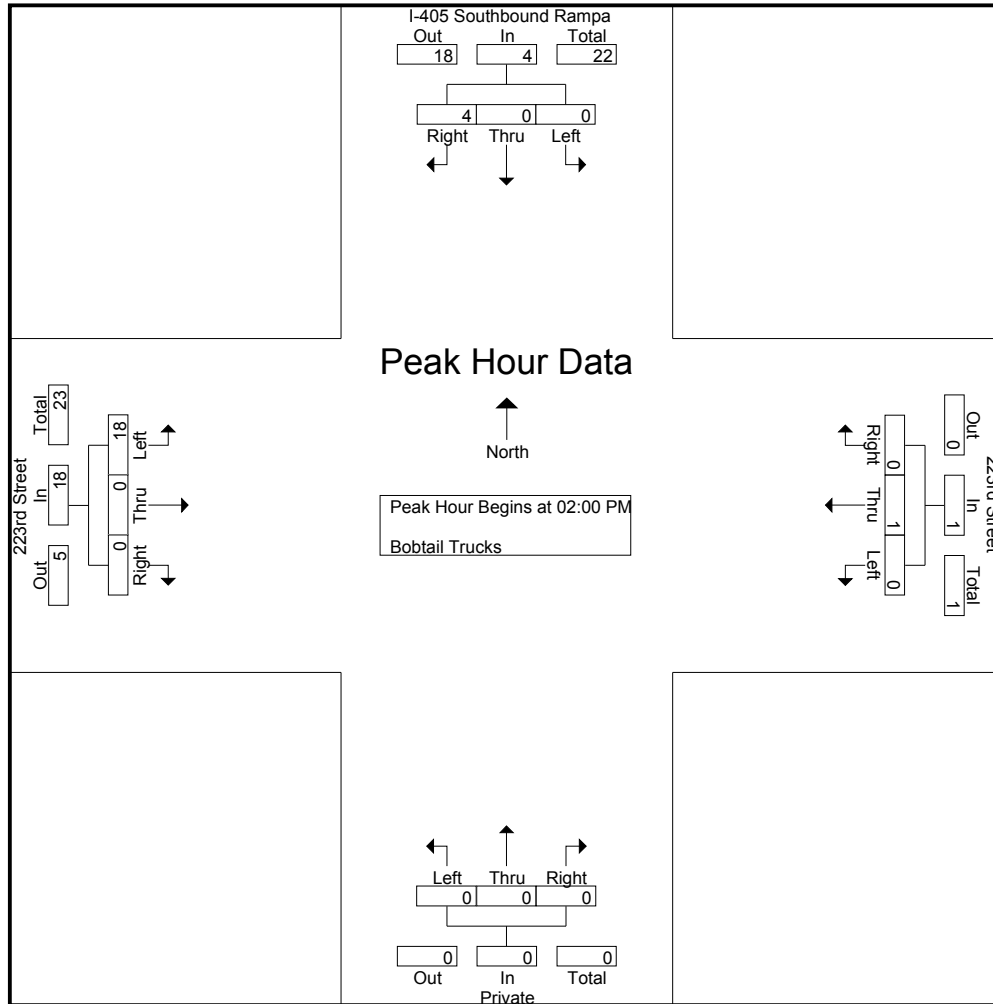 I-405 Southbound Rampa
Out In Total
18 4 22
4 0 0
Right Thru Left
Peak Hour Data
North
Peak Hour Begins at 02:00 PM
Bobtail Trucks
223rd Street
Total In Out
23 18 5
18 0 0
Left Thru Right
Right Thru Left
0 1 0
Out In Total
0 1 1
223rd Street
Left Thru Right
0 0 0
0 0 0
Out In Total
Private